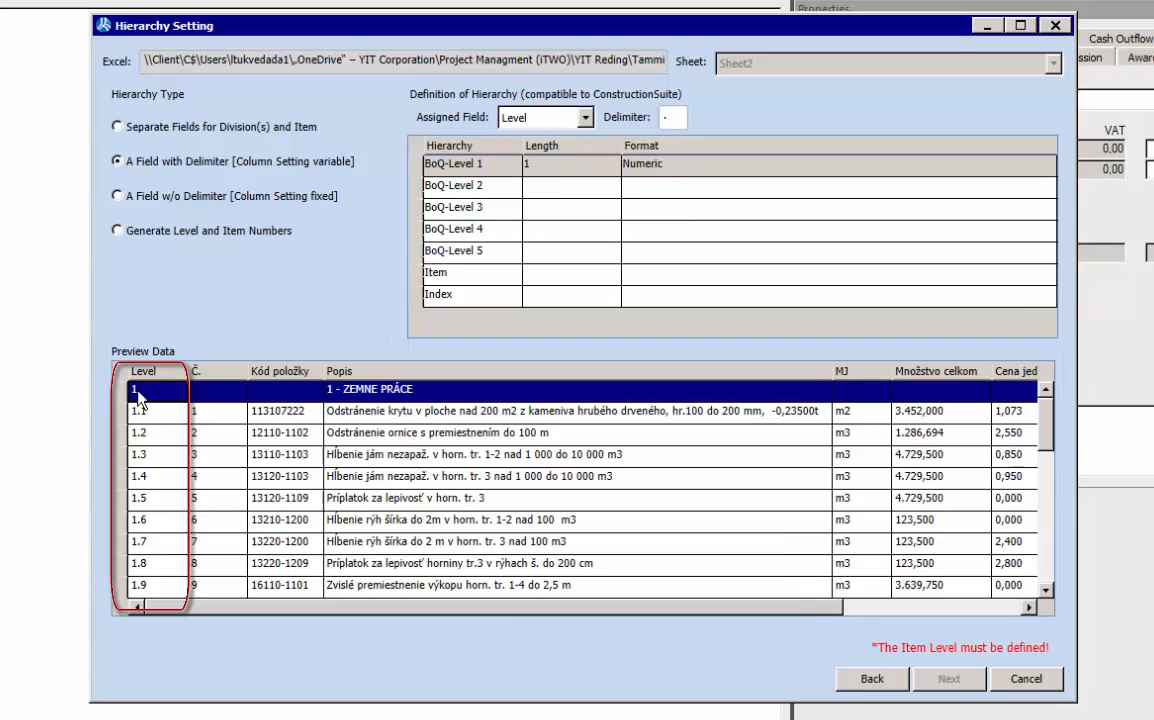 Properties
Hierarchy Setting
Cash Outflow
ssion
Awar
Excel: \\Client\C$\Users\ltukvedada1\„OneDrive“ – YIT Corporation\Project Managment (iTWO)\YIT Reding\Tammi Sheet: Sheet2
Hierarchy Type
Definition of Hierarchy (compatible to ConstructionSuite)
Assigned Field: Level Delimiter: .
Separate Fields for Division(s) and Item
A Field with Delimiter [Column Setting variable]
A Field w/o Delimiter [Column Setting fixed]
Generate Level and Item Numbers
Hierarchy Length Format
BoQ-Level 1 1 Numeric
BoQ-Level 2
BoQ-Level 3
BoQ-Level 4
BoQ-Level 5
Item
Index
VAT
0,00
0,00
Preview Data
Level Č. Kód položky Popis MJ Množstvo celkom Cena jed
1 1 - ZEMNE PRÁCE
1.1 1 113107222 Odstránenie krytu v ploche nad 200 m2 z kameniva hrubého drveného, hr.100 do 200 mm, -0,23500t m2 3.452,000 1,073
1.2 2 12110-1102 Odstránenie ornice s premiestnením do 100 m m3 1.286,694 2,550
1.3 3 13110-1103 Hĺbenie jám nezapaž. v horn. tr. 1-2 nad 1 000 do 10 000 m3 m3 4.729,500 0,850
1.4 4 13120-1103 Hĺbenie jám nezapaž. v horn. tr. 3 nad 1 000 do 10 000 m3 m3 4.729,500 0,950
1.5 5 13120-1109 Príplatok za lepivosť v horn. tr. 3 m3 4.729,500 0,000
1.6 6 13210-1200 Hĺbenie rýh šírka do 2m v horn. tr. 1-2 nad 100 m3 m3 123,500 0,000
1.7 7 13220-1200 Hĺbenie rýh šírka do 2 m v horn. tr. 3 nad 100 m3 m3 123,500 2,400
1.8 8 13220-1209 Príplatok za lepivosť horniny tr.3 v rýhach š. do 200 cm m3 123,500 2,800
1.9 9 16110-1101 Zvislé premiestnenie výkopu horn. tr. 1-4 do 2,5 m m3 3.639,750 0,000
*The Item Level must be defined!
Back Next Cancel